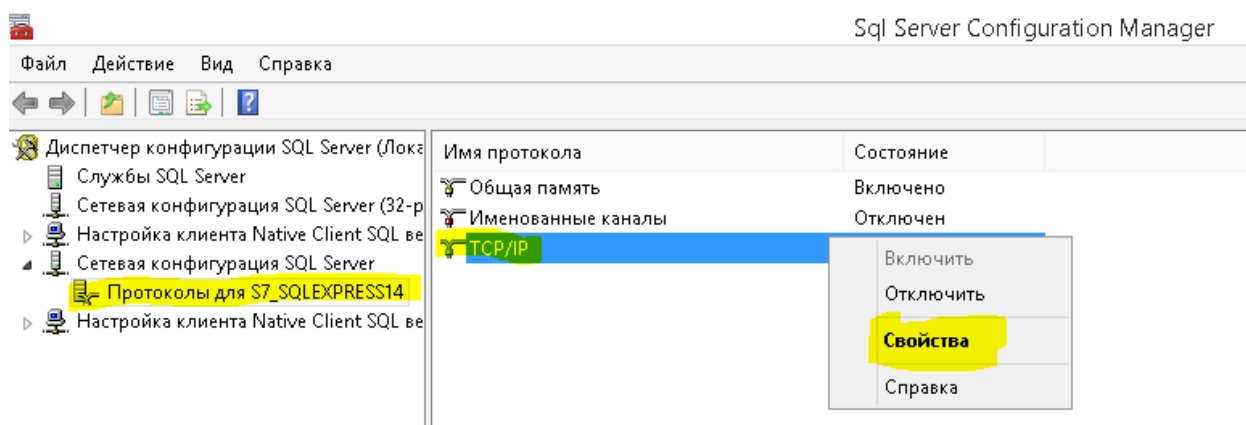 Sql Server Configuration Manager
Файл Действие Вид Справка
Диспетчер конфигурации SQL Server (Лока
Службы SQL Server
Сетевая конфигурация SQL Server (32-р
Настройка клиента Native Client SQL ве
Сетевая конфигурация SQL Server
Протоколы для S7_SQLEXPRESS14
Настройка клиента Native Client SQL ве
Имя протокола Состояние
Общая память Включено
Именованные каналы Отключен
TCP/IP
Включить
Отключить
Свойства
Справка